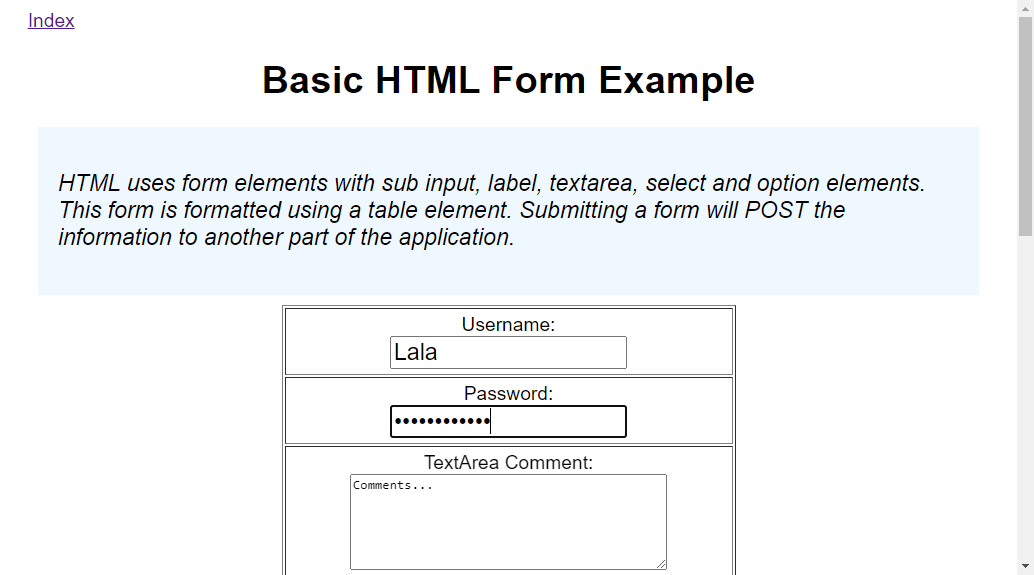 Index
Basic HTML Form Example
HTML uses form elements with sub input, label, textarea, select and option elements.
This form is formatted using a table element. Submitting a form will POST the
information to another part of the application.
Username:
Lala
Password:
••••••••••••
TextArea Comment:
Comments...